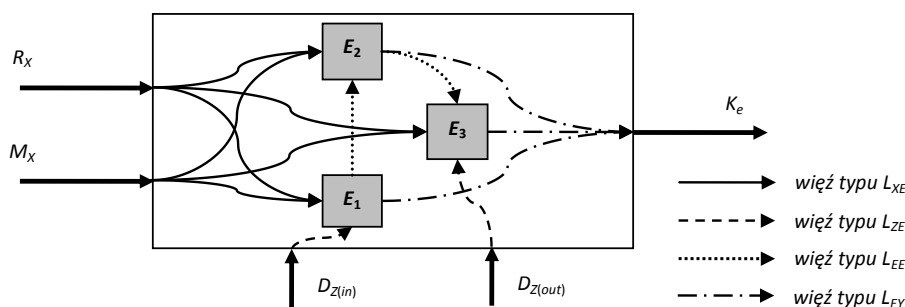 R_X
M_X
E_2
E_3
E_1
K_e
D_Z(in)
D_Z(out)
więź typu L_XE
więź typu L_ZE
więź typu L_EE
więź typu L_EY